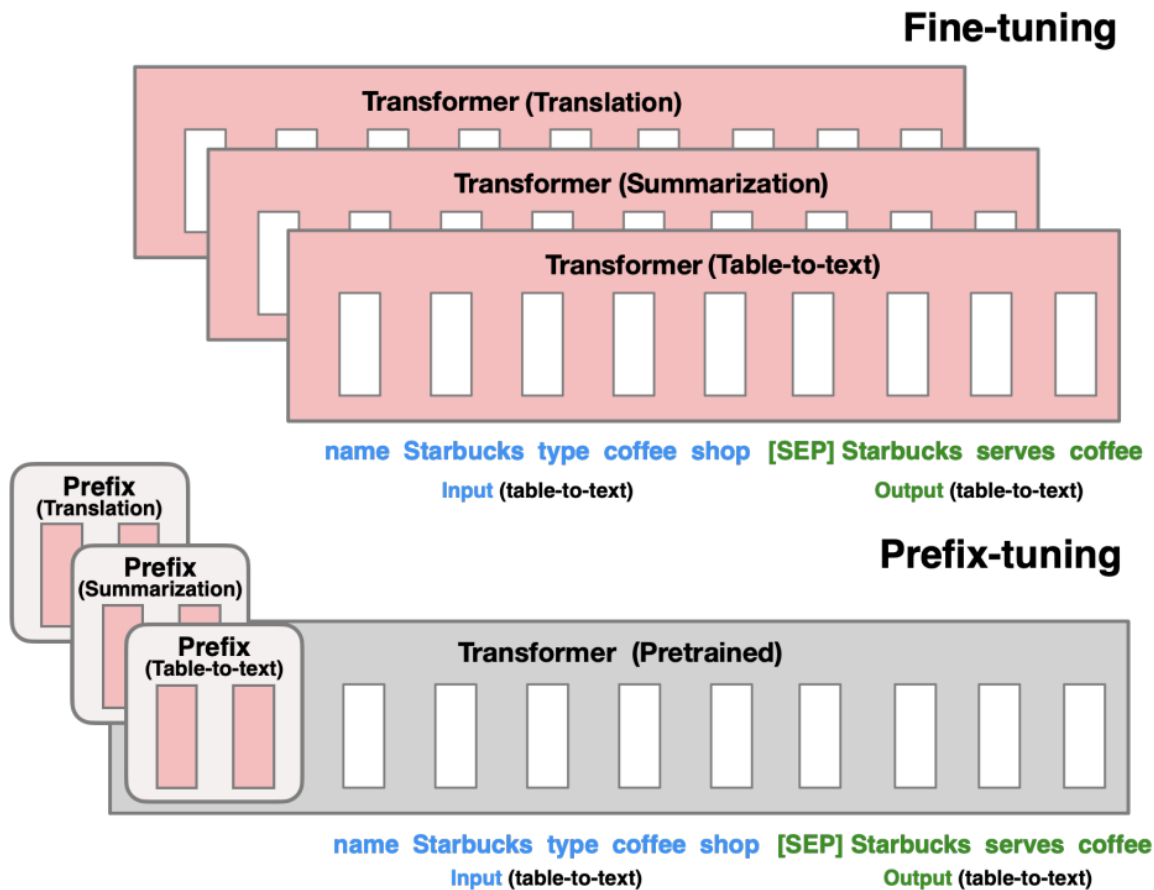 Fine-tuning
Transformer (Translation)
Transformer (Summarization)
Transformer (Table-to-text)
name Starbucks type coffee shop [SEP] Starbucks serves coffee
Input (table-to-text) Output (table-to-text)
Prefix-tuning
Prefix
(Translation)
Prefix
(Summarization)
Prefix
(Table-to-text)
Transformer (Pretrained)
name Starbucks type coffee shop [SEP] Starbucks serves coffee
Input (table-to-text) Output (table-to-text)